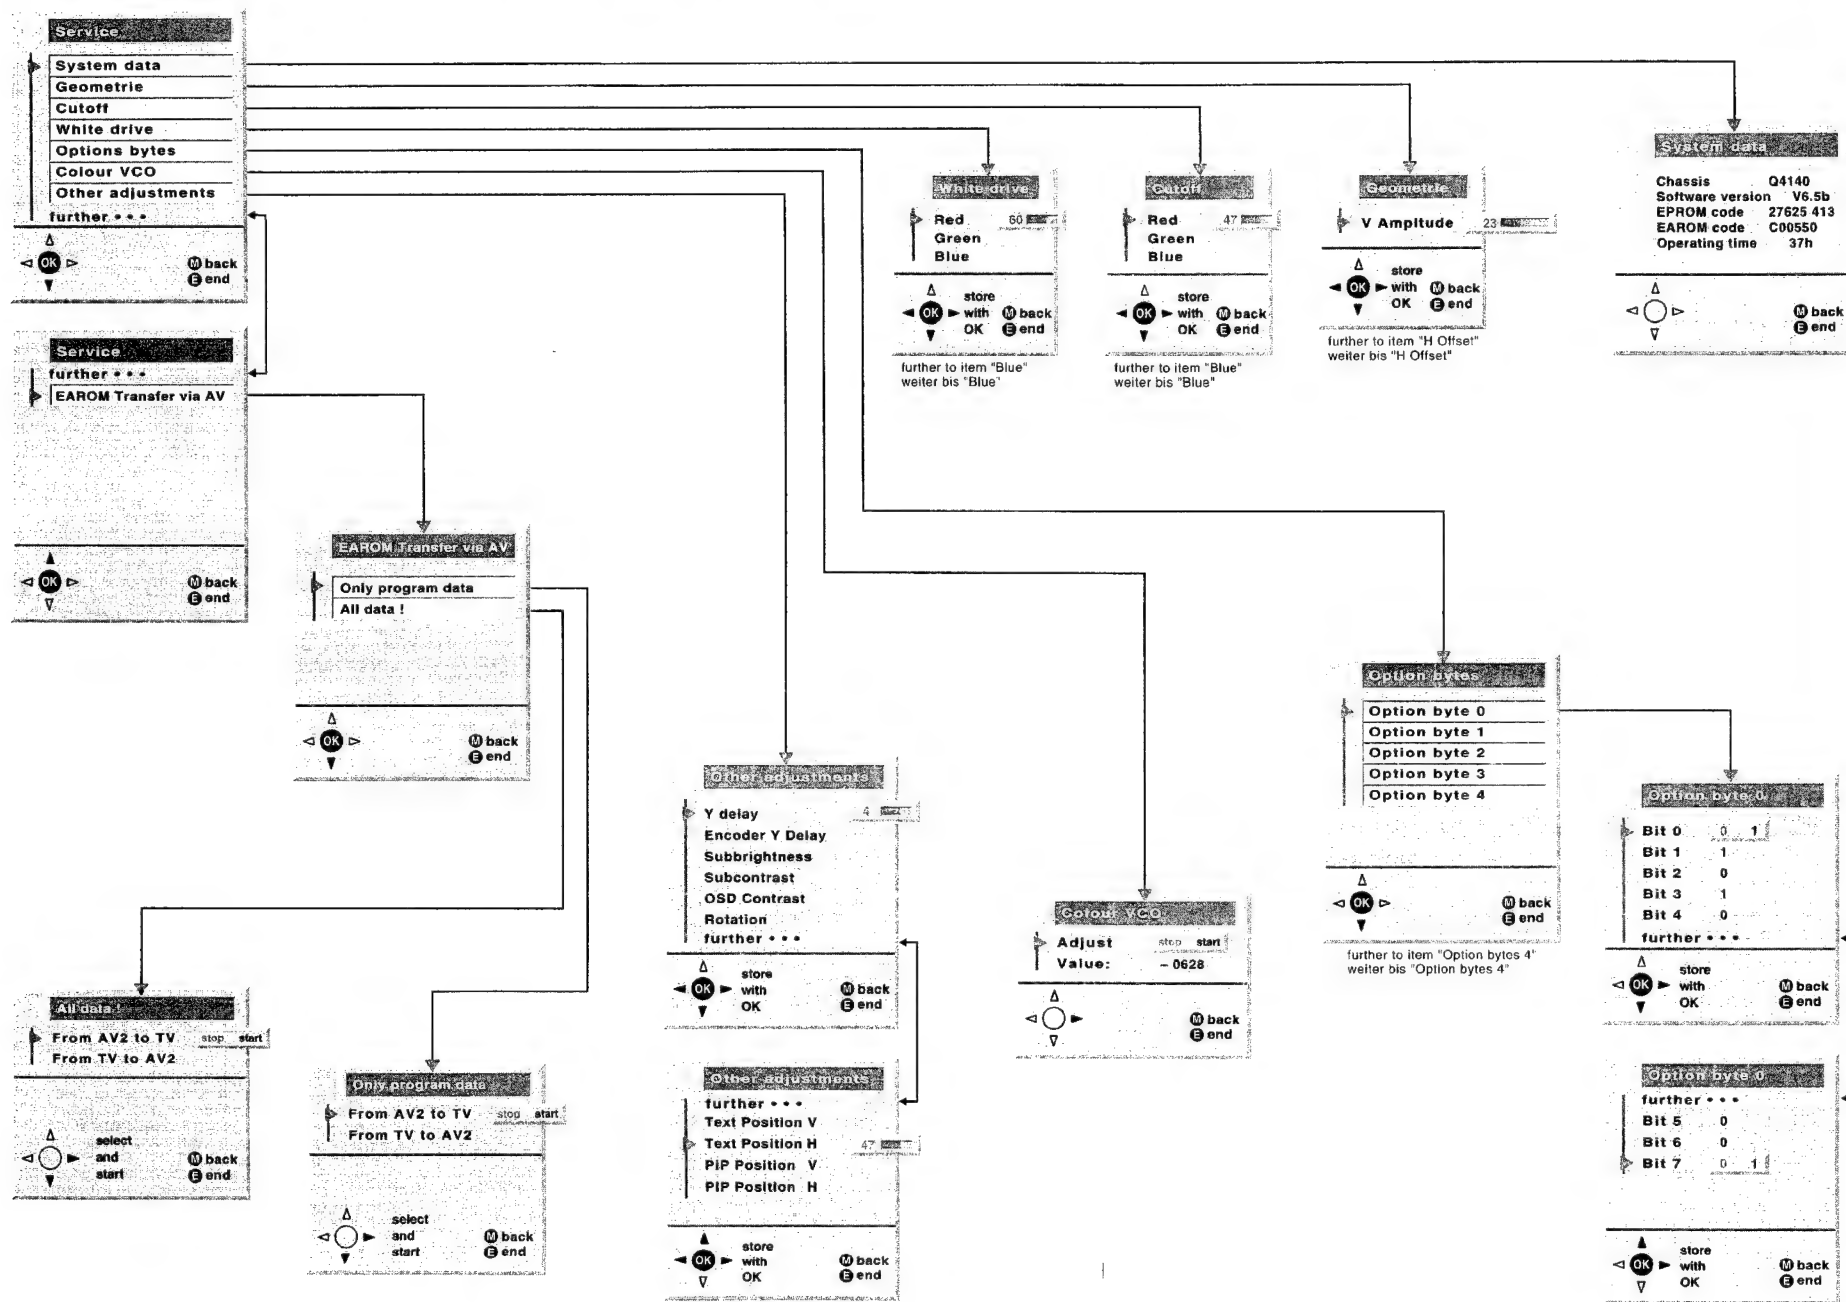 Service
System data
Geometrie
Cutoff
White drive
Options bytes
Colour VCO
Other adjustments
further • • •
OK
M back
E end
Service
further • • •
EAROM Transfer via AV
OK
M back
E end
EAROM Transfer via AV
Only program data
All data !
OK
M back
E end
All data !
From AV2 to TV stop start
From TV to AV2
select
and
start
M back
E end
Only program data
From AV2 to TV stop start
From TV to AV2
select
and
start
M back
E end
Other adjustments
Y delay 4
Encoder Y Delay
Subbrightness
Subcontrast
OSD Contrast
Rotation
further • • •
OK
store
with
OK
M back
E end
Other adjustments
further • • •
Text Position V
Text Position H 47
PIP Position V
PIP Position H
OK
store
with
OK
M back
E end
White drive
Red 60
Green
Blue
OK
store
with
OK
M back
E end
further to item "Blue"
weiter bis "Blue"
Cutoff
Red 47
Green
Blue
OK
store
with
OK
M back
E end
further to item "Blue"
weiter bis "Blue"
Geometrie
V Ampltude 23
OK
store
with
OK
M back
E end
further to item "H Offset"
weiter bis "H Offset"
System data
Chassis Q4140
Software version V6.5b
EPROM code 27625 413
EAROM code C00550
Operating time 37h
M back
E end
Colour VCO
Adjust stop start
Value: – 0628
M back
E end
Option bytes
Option byte 0
Option byte 1
Option byte 2
Option byte 3
Option byte 4
OK
M back
E end
further to item "Option bytes 4"
weiter bis "Option bytes 4"
Option byte 0
Bit 0 0 1
Bit 1 1
Bit 2 0
Bit 3 1
Bit 4 0
further • • •
OK
store
with
OK
M back
E end
Option byte 0
further • • •
Bit 5 0
Bit 6 0
Bit 7 0 1
OK
store
with
OK
M back
E end